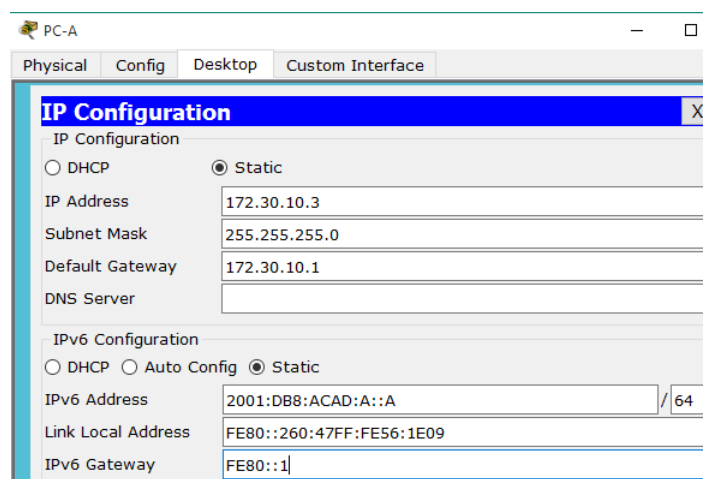 PC-A
Physical Config Desktop Custom Interface
IP Configuration X
IP Configuration
DHCP Static
IP Address 172.30.10.3
Subnet Mask 255.255.255.0
Default Gateway 172.30.10.1
DNS Server
IPv6 Configuration
DHCP Auto Config Static
IPv6 Address 2001:DB8:ACAD:A::A / 64
Link Local Address FE80::260:47FF:FE56:1E09
IPv6 Gateway FE80::1